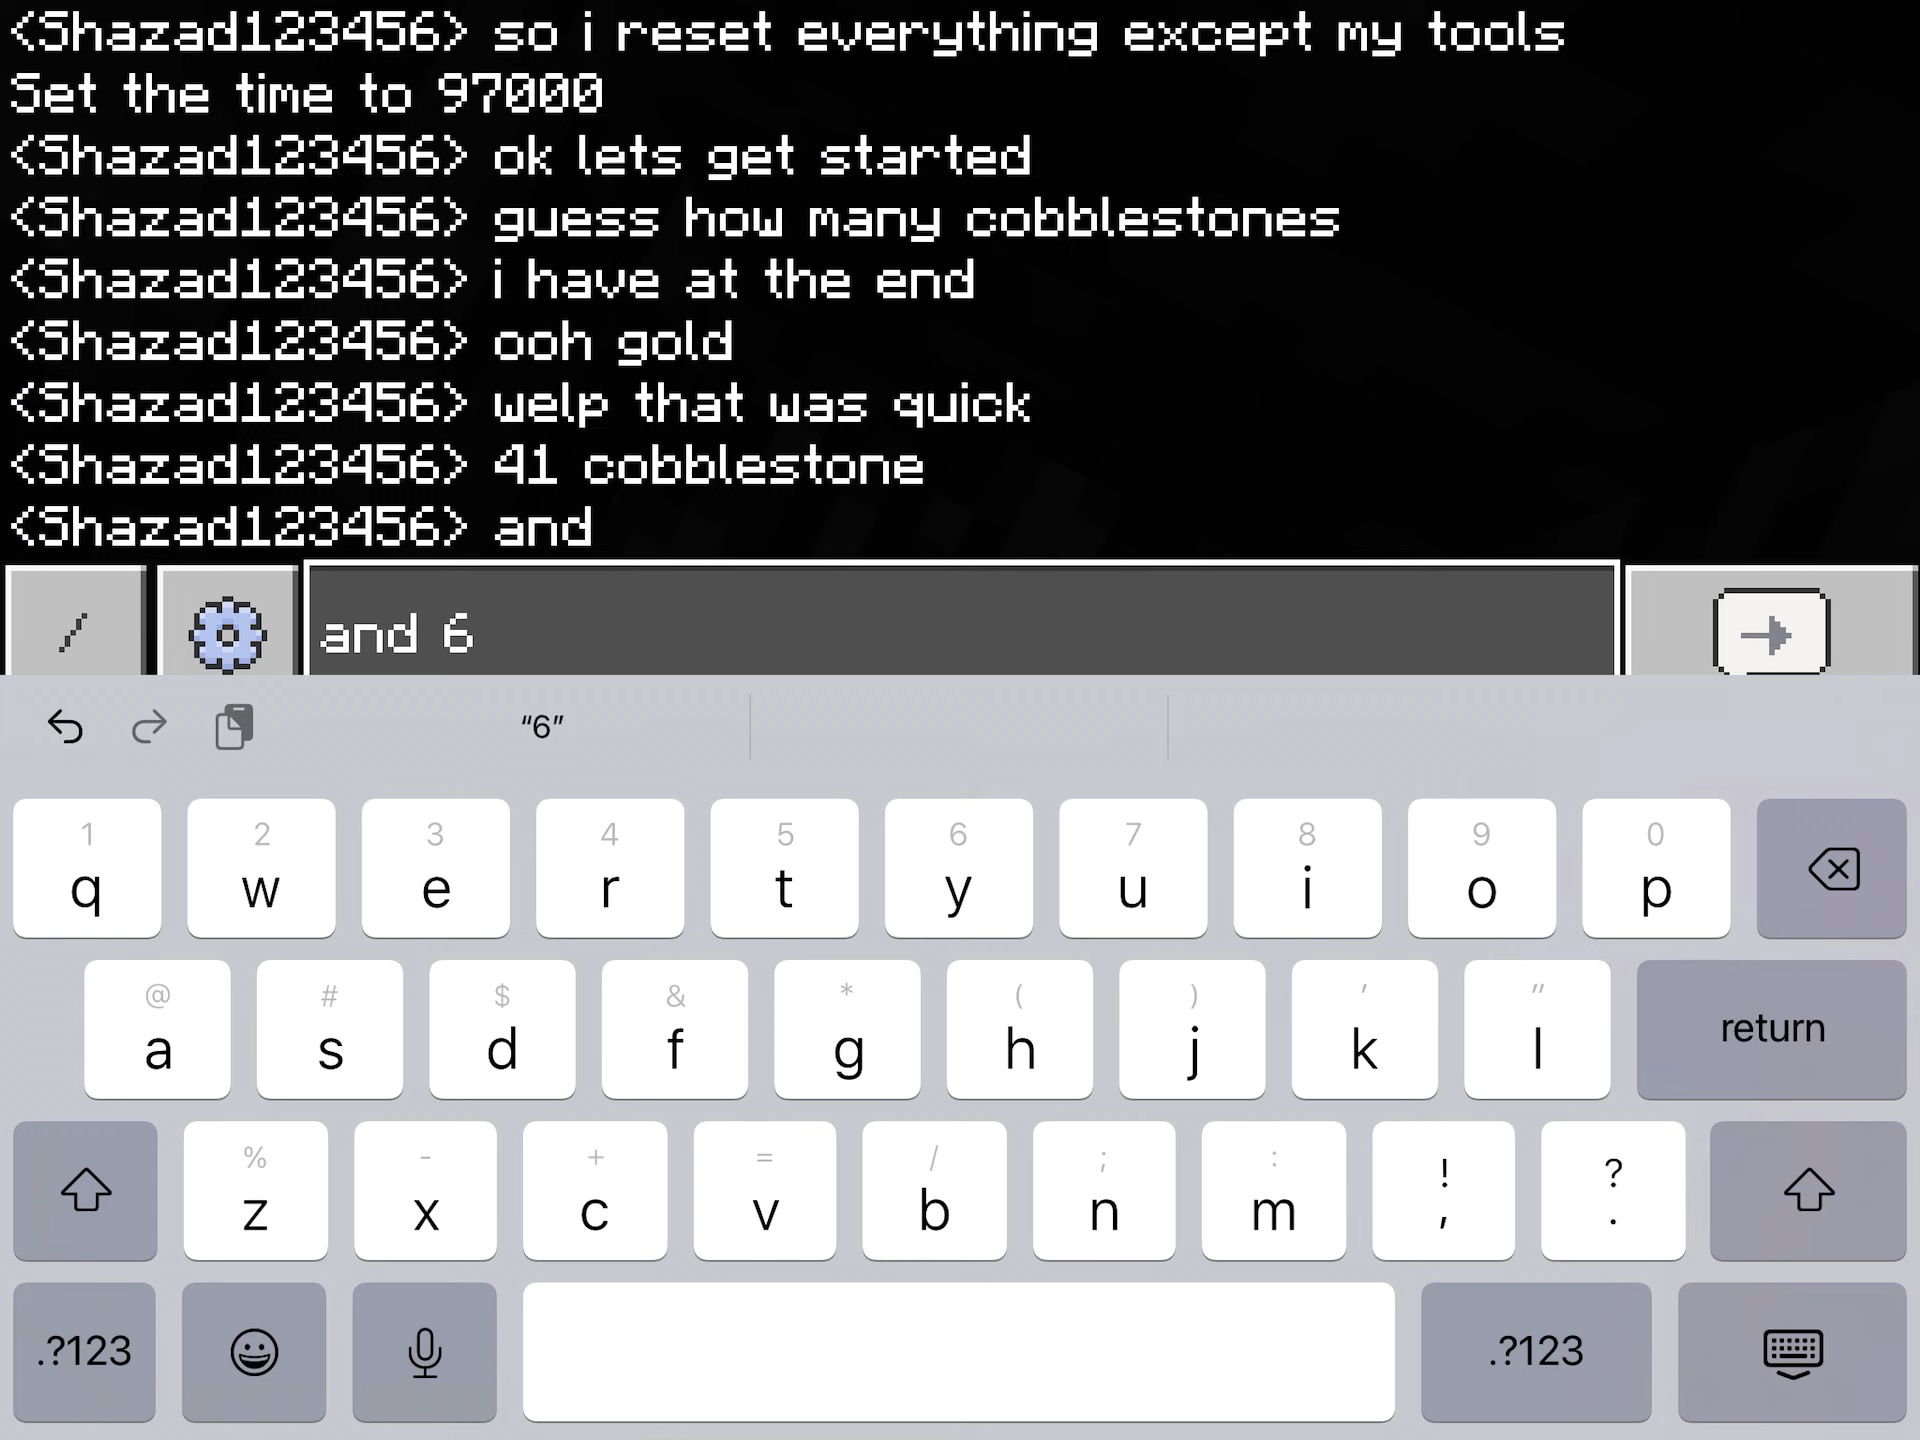 <Shazad123456> so i reset everything except my tools
Set the time to 97000
<Shazad123456> ok lets get started
<Shazad123456> guess how many cobblestones
<Shazad123456> i have at the end
<Shazad123456> ooh gold
<Shazad123456> welp that was quick
<Shazad123456> 41 cobblestone
<Shazad123456> and
/ and 6
“6”
1 2 3 4 5 6 7 8 9 0
q w e r t y u i o p
@ # $ & * ( ) ' "
a s d f g h j k l return
% - + = / ; : ! ?
z x c v b n m , .
.?123 .?123